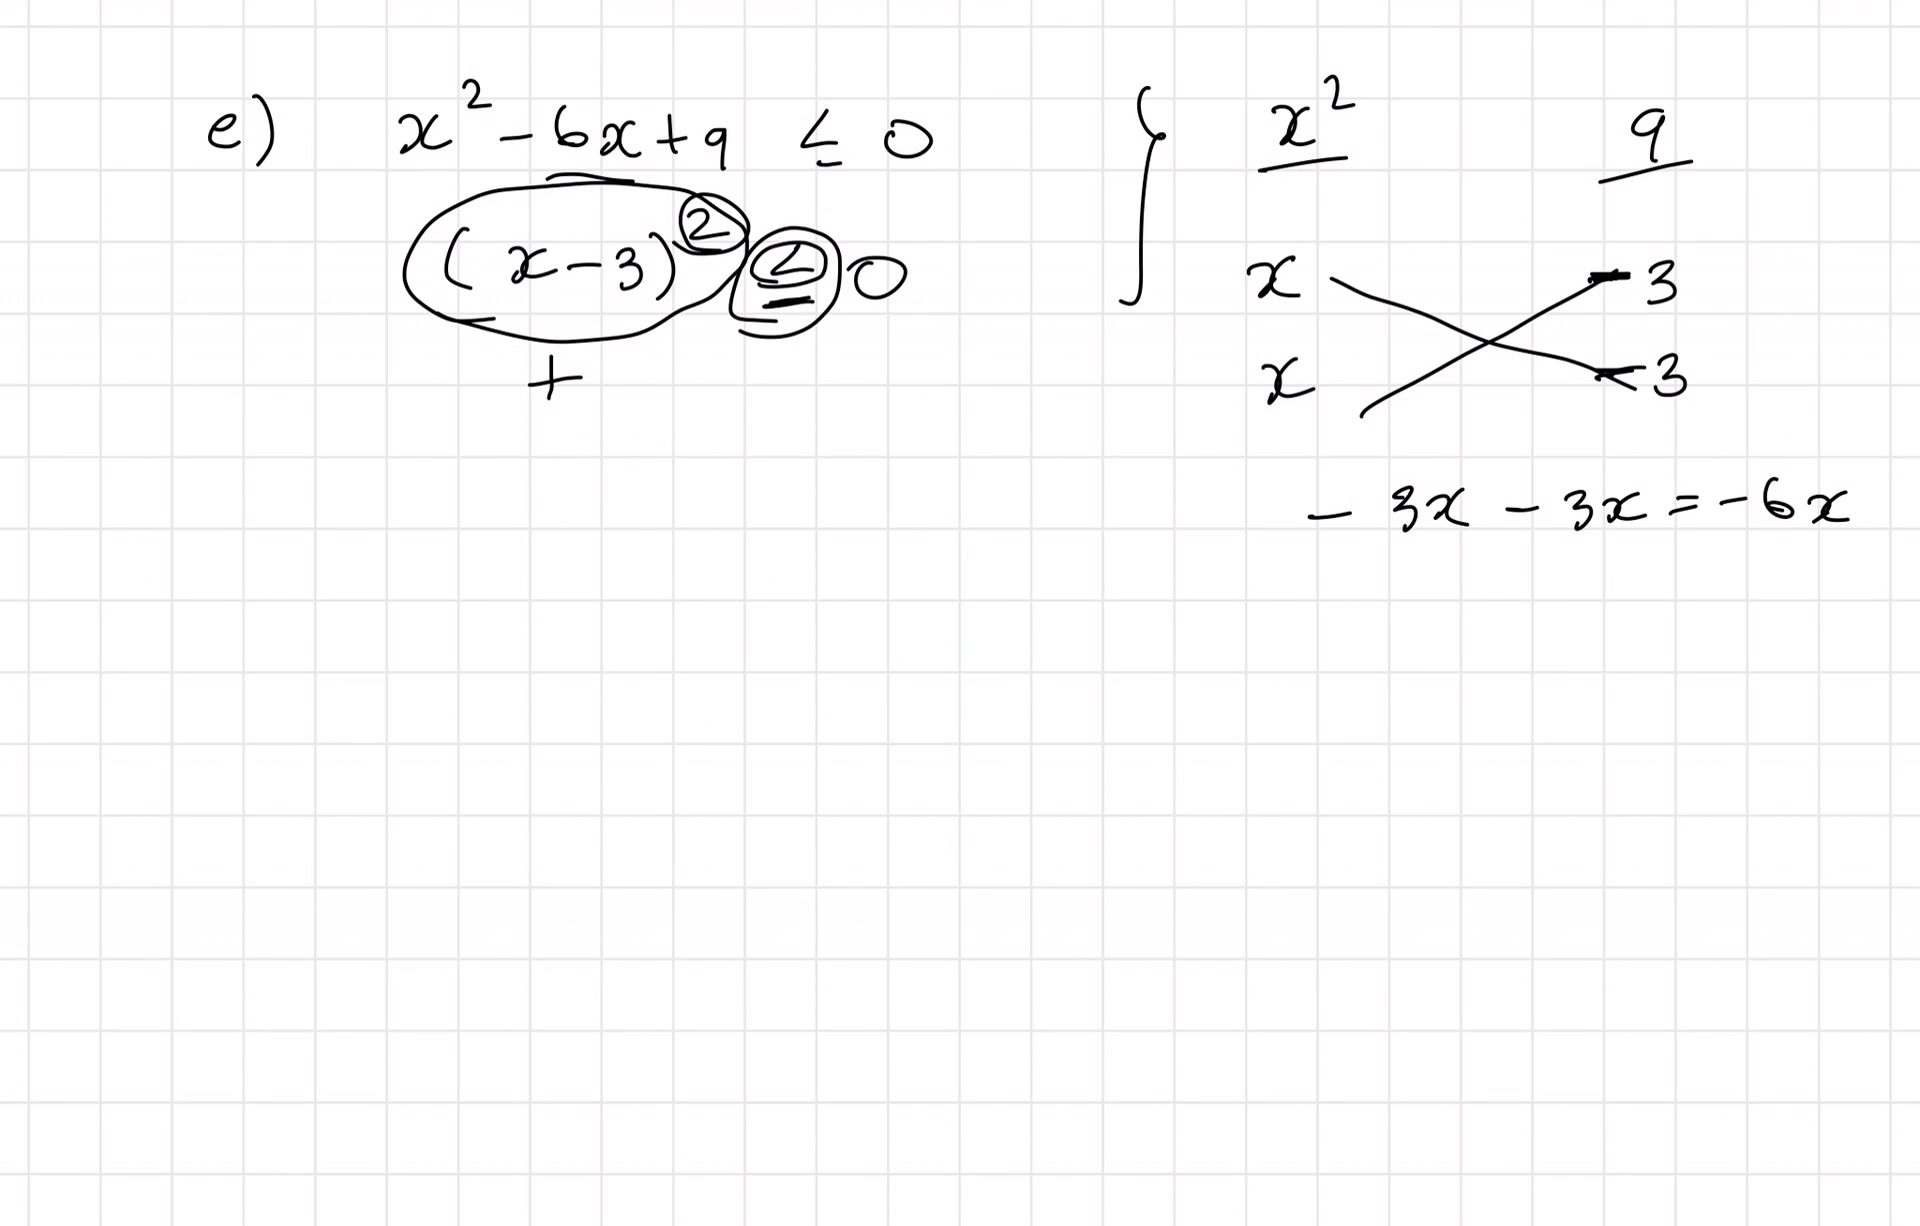 e) x² - 6x + 9 ≤ 0
(x - 3)² ≤ 0
+
x² 9
x - 3
x - 3
- 3x - 3x = - 6x